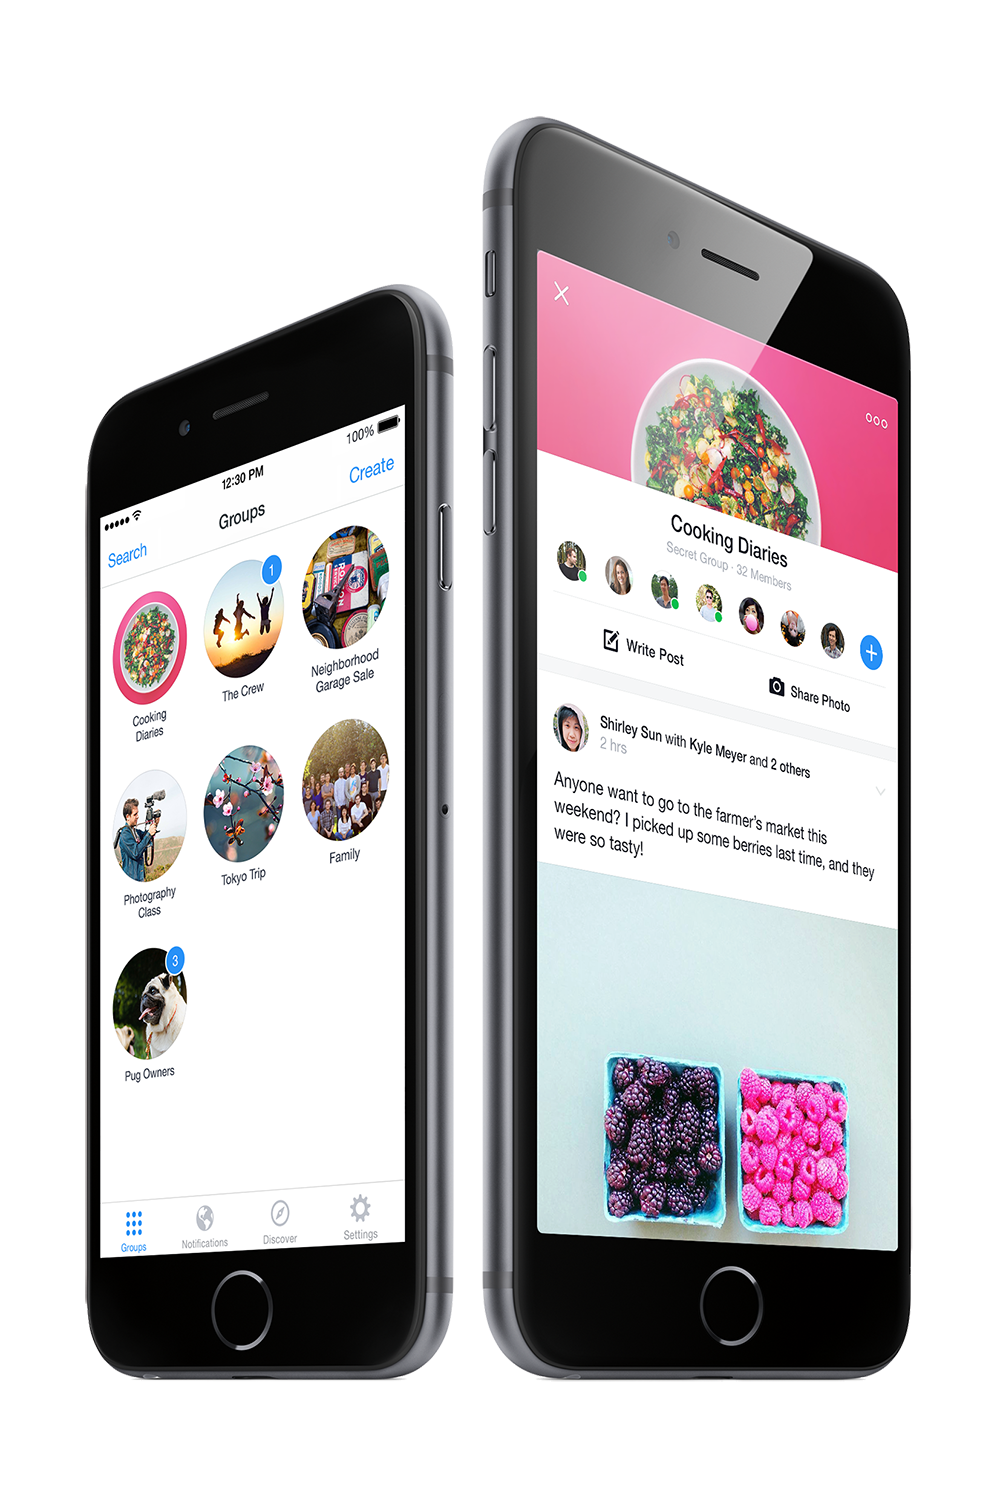 100%
12:30 PM
Search
Groups
Create
1
Cooking
Diaries
The Crew
Neighborhood
Garage Sale
Photography
Class
Tokyo Trip
Family
3
Pug Owners
Groups
Notifications
Discover
Settings
Cooking Diaries
Secret Group · 32 Members
Write Post
Share Photo
Shirley Sun with Kyle Meyer and 2 others
2 hrs
Anyone want to go to the farmer's market this
weekend? I picked up some berries last time, and they
were so tasty!